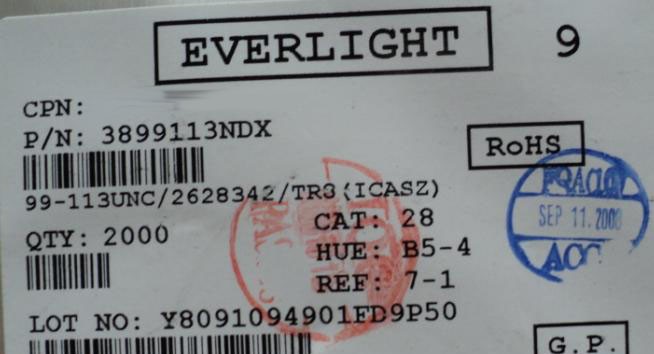 EVERLIGHT 9
CPN:
P/N: 3899113NDX
RoHS
99-113UNC/2628342/TR8(ICASZ)
CAT: 28
QTY: 2000
HUE: B5-4
REF: 7-1
LOT NO: Y8091094901FD9P50
G.P.
SEP 11.2008
ACC